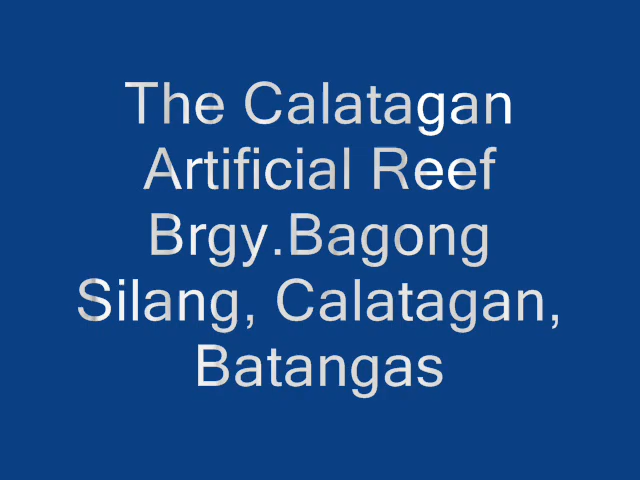 The Calatagan
Artificial Reef
Brgy.Bagong
Silang, Calatagan,
Batangas